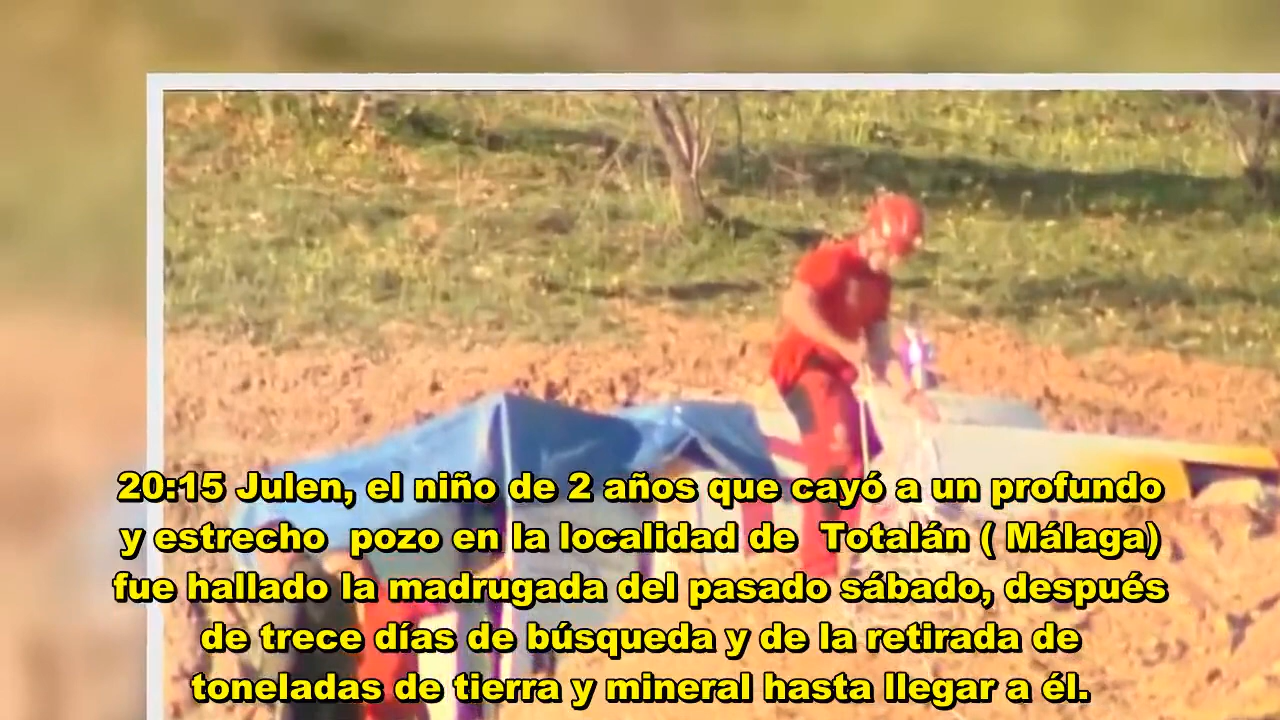 20:15 Julen, el niño de 2 años que cayó a un profundo
y estrecho  pozo en la localidad de  Totalán ( Málaga)
fue hallado la madrugada del pasado sábado, después
de trece días de búsqueda y de la retirada de
toneladas de tierra y mineral hasta llegar a él.